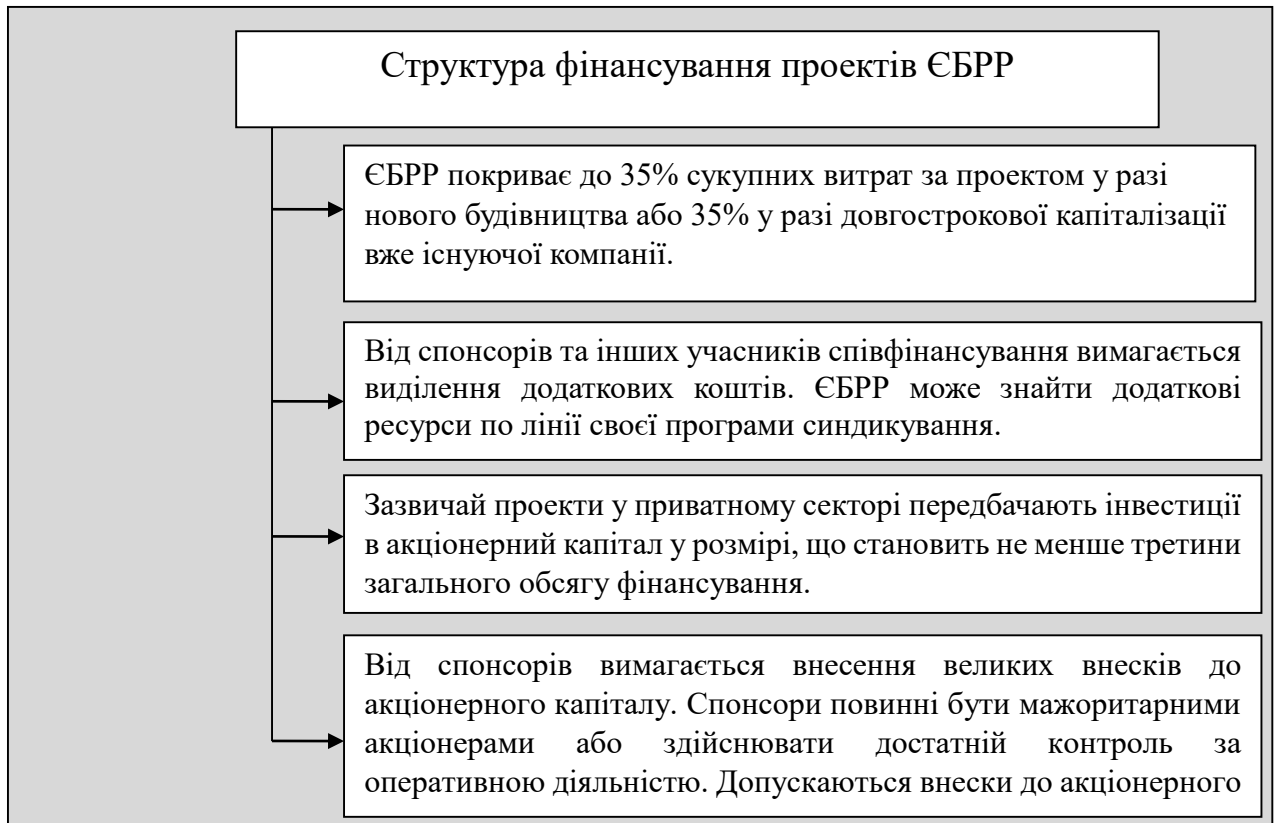 Структура фінансування проектів ЄБРР
ЄБРР покриває до 35% сукупних витрат за проектом у разі
нового будівництва або 35% у разі довгострокової капіталізації
вже існуючої компанії.
Від спонсорів та інших учасників співфінансування вимагається
виділення додаткових коштів. ЄБРР може знайти додаткові
ресурси по лінії своєї програми синдикування.
Зазвичай проекти у приватному секторі передбачають інвестиції
в акціонерний капітал у розмірі, що становить не менше третини
загального обсягу фінансування.
Від спонсорів вимагається внесення великих внесків до
акціонерного капіталу. Спонсори повинні бути мажоритарними
акціонерами або здійснювати достатній контроль за
оперативною діяльністю. Допускаються внески до акціонерного